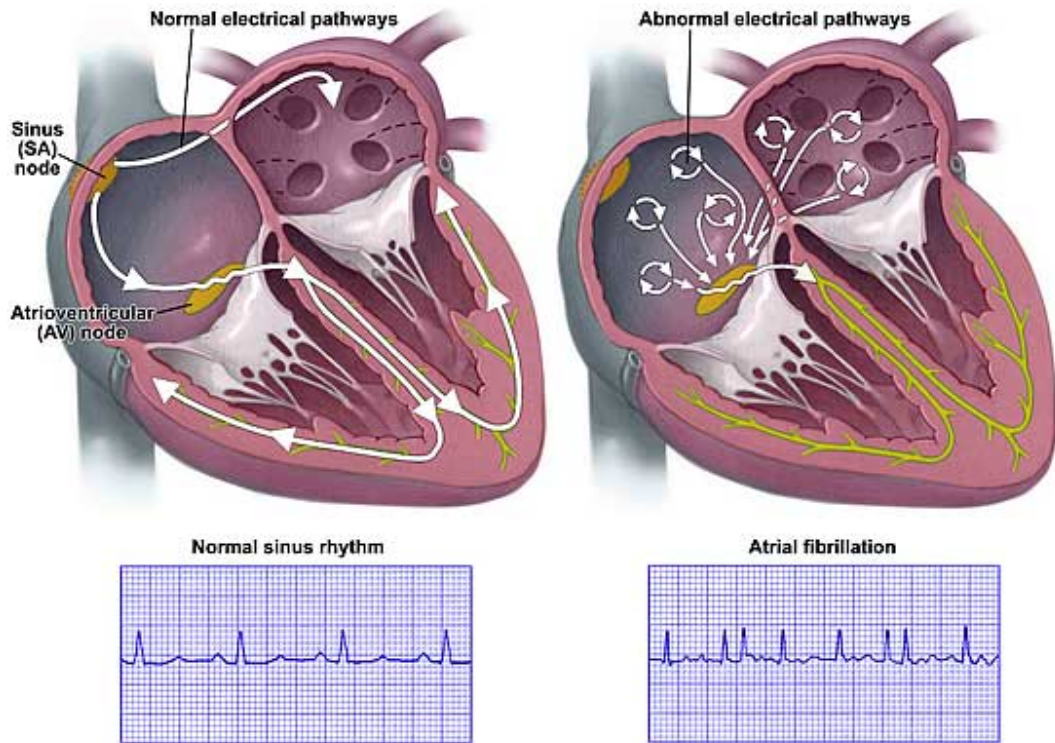 Normal electrical pathways
Abnormal electrical pathways
Sinus
(SA)
node
Atrioventricular
(AV) node
Normal sinus rhythm
Atrial fibrillation